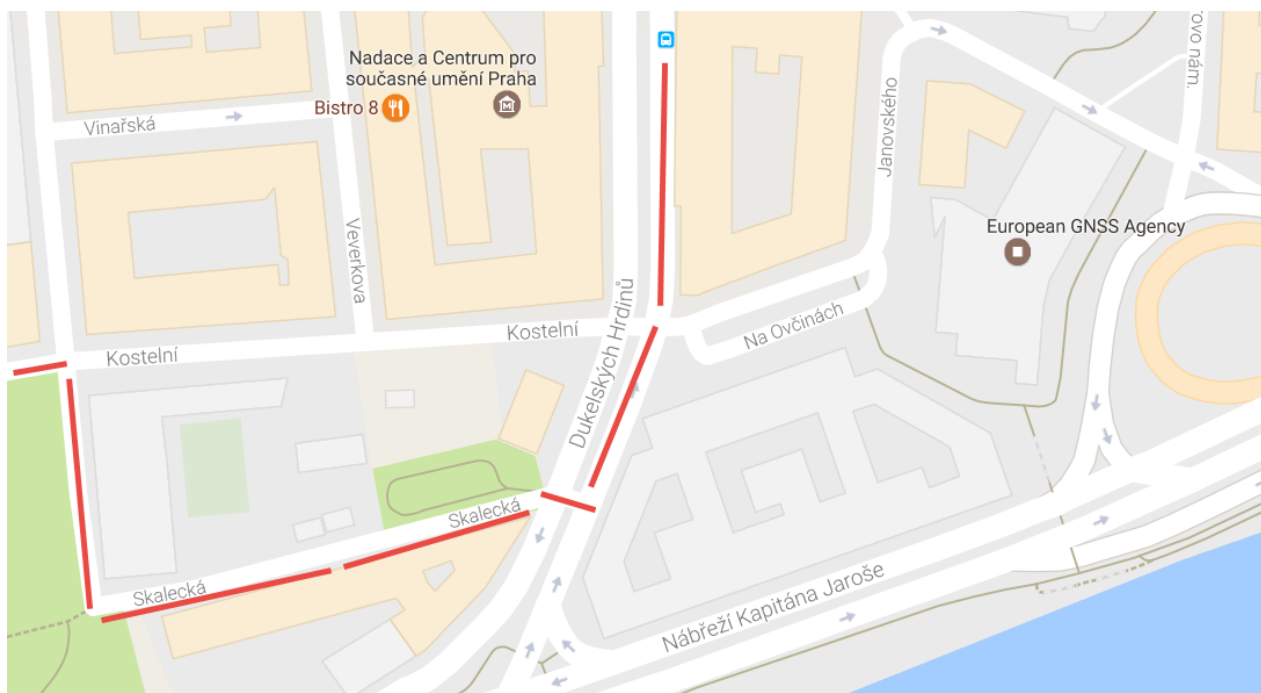 Nadace a Centrum pro
současné umění Praha
Bistro 8
Vinařská
Veverkova
Janovského
European GNSS Agency
Kostelní
Kostelní
Dukelských Hrdinů
Na Ovčinách
Skalecká
Skalecká
Nábřeží Kapitána Jaroše
nám.